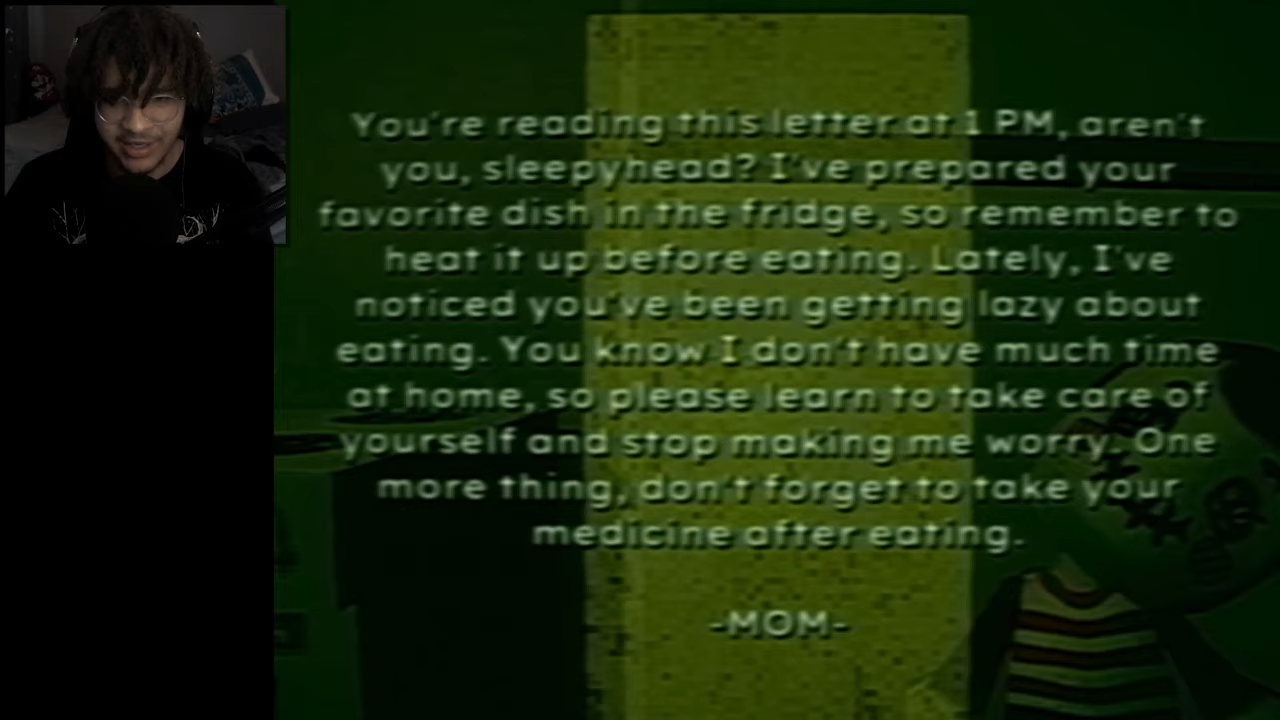 You're reading this letter at 1 PM, aren't
you, sleepyhead? I've prepared your
favorite dish in the fridge, so remember to
heat it up before eating. Lately, I've
noticed you've been getting lazy about
eating. You know I don't have much time
at home, so please learn to take care of
yourself and stop making me worry. One
more thing, don't forget to take your
medicine after eating.
-MOM-